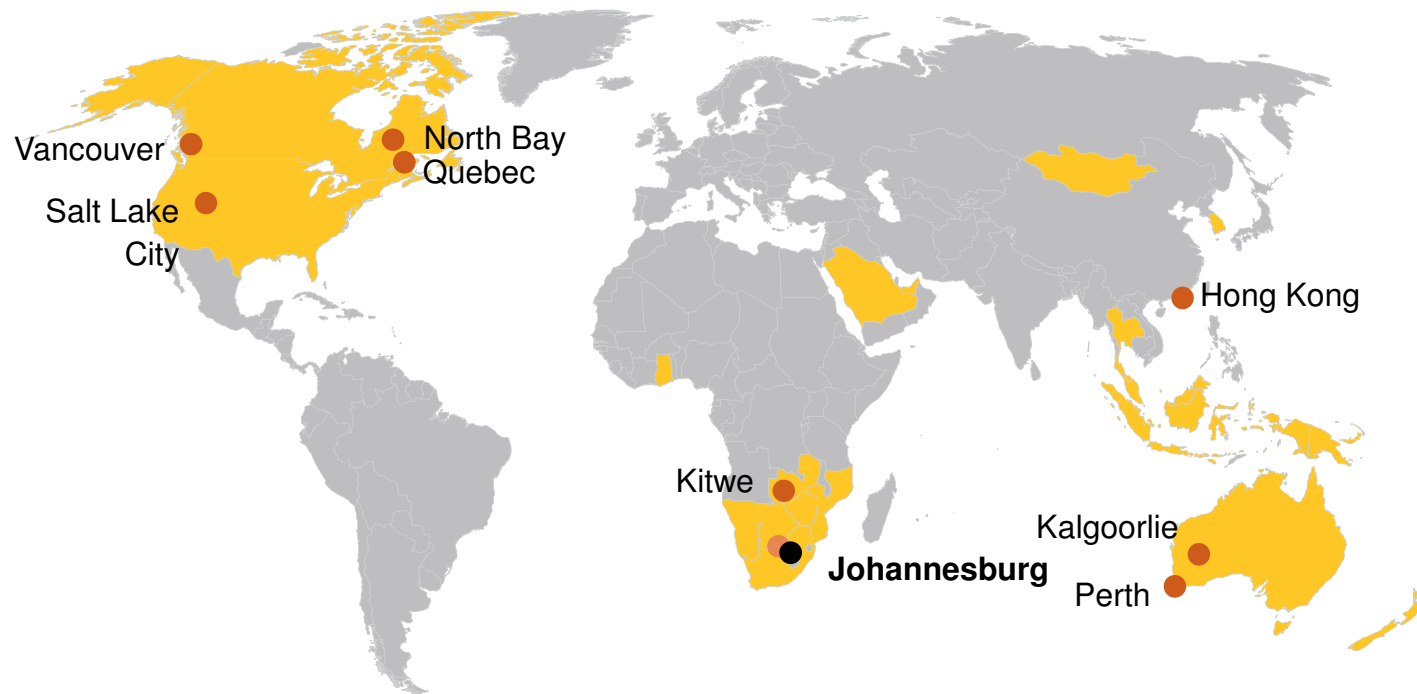 North Bay
Vancouver
Quebec
Salt Lake
City
Hong Kong
Kitwe
Kalgoorlie
Johannesburg
Perth